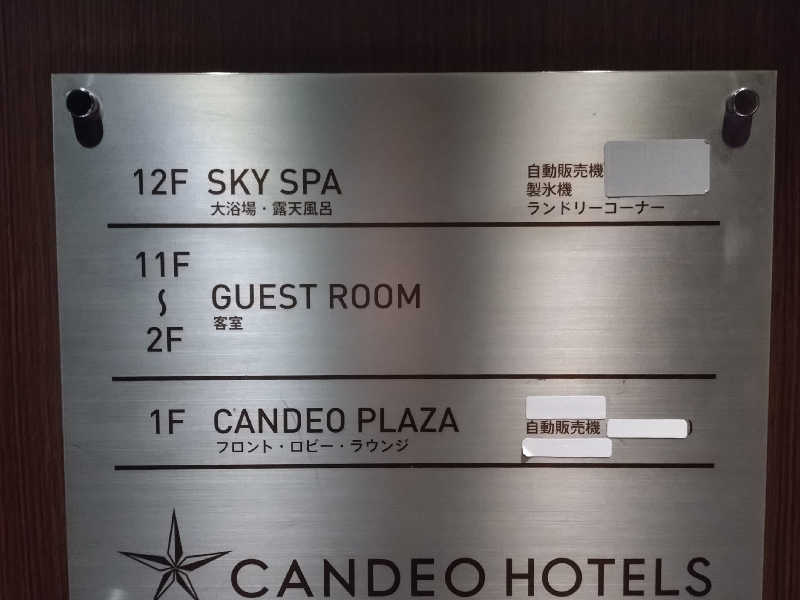 12F SKY SPA
大浴場・露天風呂
自動販売機
製氷機
ランドリーコーナー
11F
〜
2F
GUEST ROOM
客室
1F CANDEO PLAZA
フロント・ロビー・ラウンジ
自動販売機 )
CANDEO HOTELS